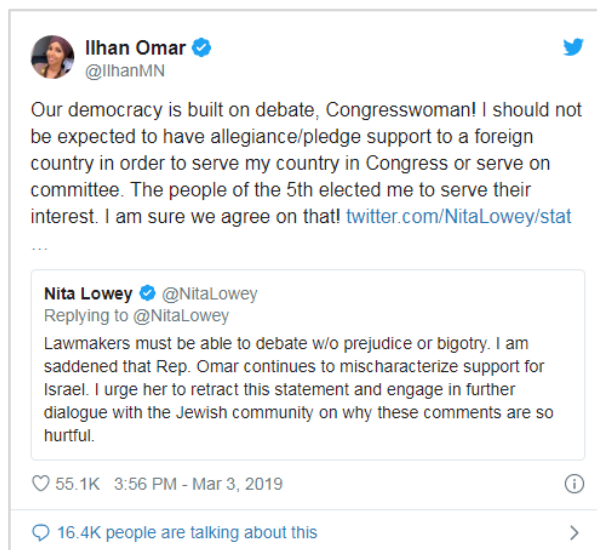 Ilhan Omar
@IlhanMN
Our democracy is built on debate, Congresswoman! I should not
be expected to have allegiance/pledge support to a foreign
country in order to serve my country in Congress or serve on
committee. The people of the 5th elected me to serve their
interest. I am sure we agree on that! twitter.com/NitaLowey/stat
…
Nita Lowey @NitaLowey
Replying to @NitaLowey
Lawmakers must be able to debate w/o prejudice or bigotry. I am
saddened that Rep. Omar continues to mischaracterize support for
Israel. I urge her to retract this statement and engage in further
dialogue with the Jewish community on why these comments are so
hurtful.
55.1K 3:56 PM - Mar 3, 2019
16.4K people are talking about this